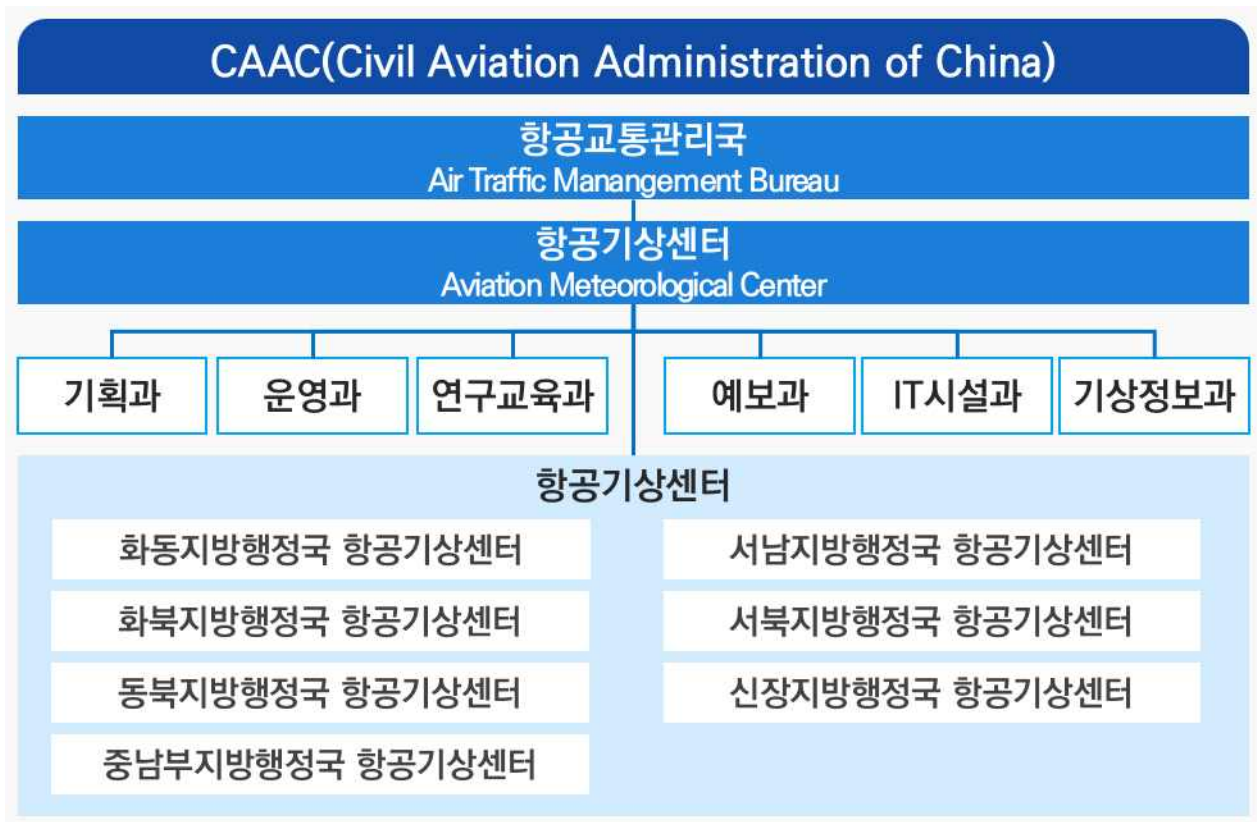 CAAC(Civil Aviation Administration of China)
항공교통관리국
Air Traffic Manangement Bureau
항공기상센터
Aviation Meteorological Center
기획과
운영과
연구교육과
예보과
IT시설과
기상정보과
항공기상센터
화동지방행정국 항공기상센터
서남지방행정국 항공기상센터
화북지방행정국 항공기상센터
서북지방행정국 항공기상센터
동북지방행정국 항공기상센터
신장지방행정국 항공기상센터
중남부지방행정국 항공기상센터